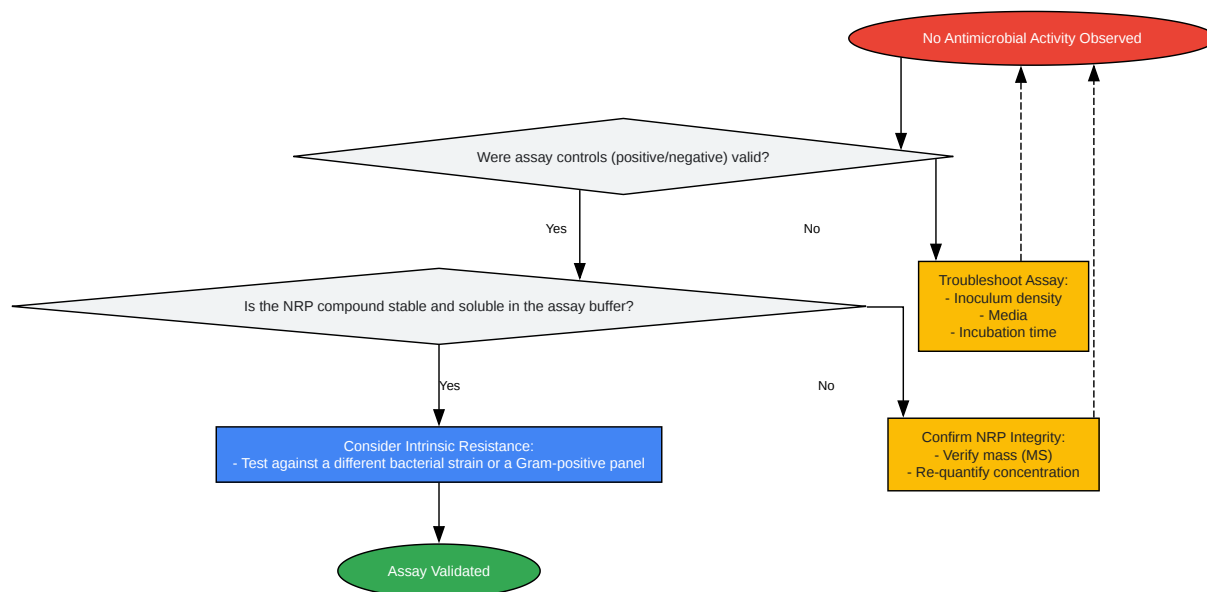 No Antimicrobial Activity Observed
Were assay controls (positive/negative) valid?
Yes
No
Troubleshoot Assay:
- Inoculum density
- Media
- Incubation time
Is the NRP compound stable and soluble in the assay buffer?
Yes
No
Consider Intrinsic Resistance:
- Test against a different bacterial strain or a Gram-positive panel
Confirm NRP Integrity:
- Verify mass (MS)
- Re-quantify concentration
Assay Validated